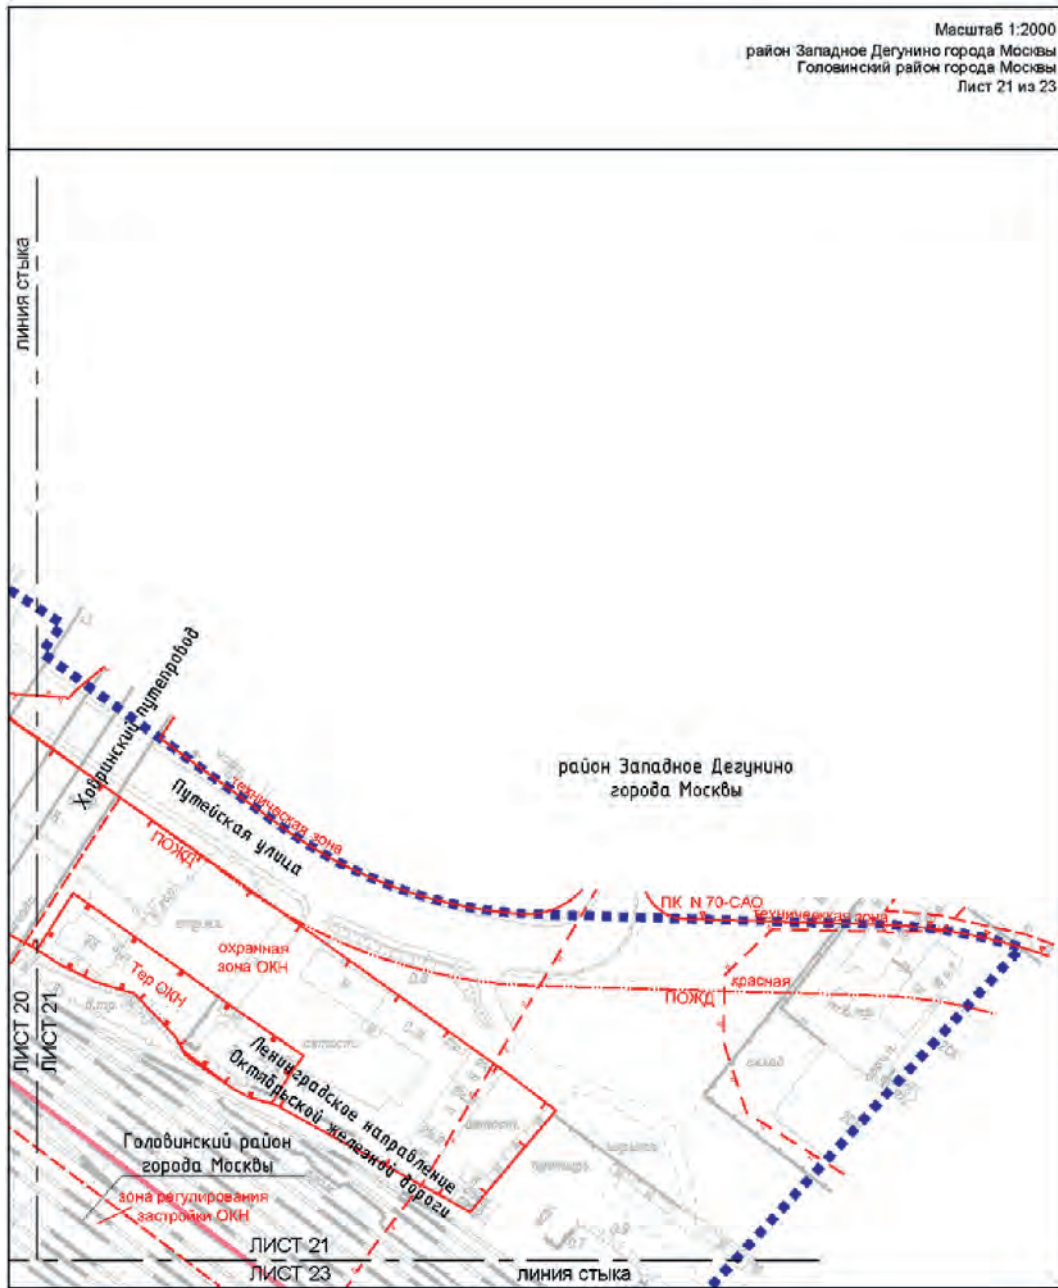 Масштаб 1:2000
район Западное Дегунино города Москвы
Головинский район города Москвы
Лист 21 из 23
линия стыка
Ховринский путепровод
район Западное Дегунино
города Москвы
техническая зона
Путейская улица
ПОЖД
ПК N 70-САО
техническая зона
охранная
зона ОКН
Тер ОКН
красная
ПОЖД
автост.
склад
Ленинградское направление
Октябрьской железной дороги
автост.
ЛИСТ 20
ЛИСТ 21
Головинский район
города Москвы
зона регулирования
застройки ОКН
ЛИСТ 21
ЛИСТ 23
линия стыка